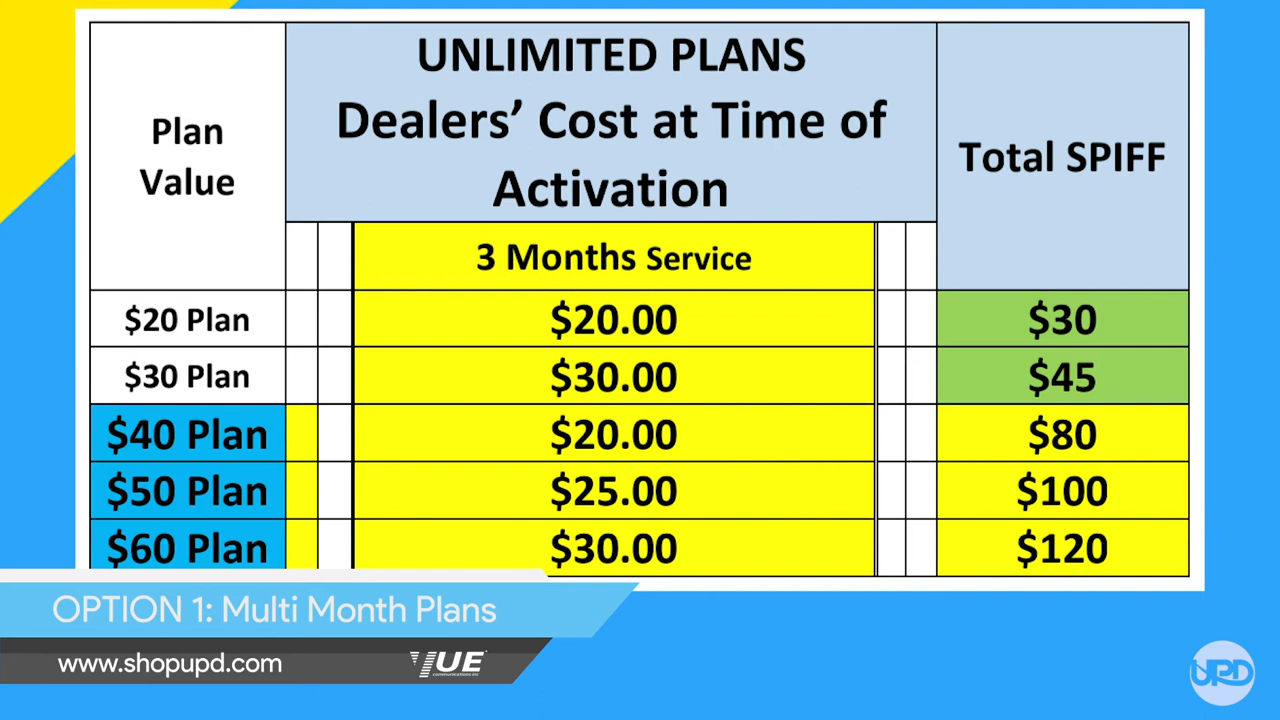 Plan
Value
UNLIMITED PLANS
Dealers’ Cost at Time of
Activation
Total SPIFF
3 Months Service
$20 Plan $20.00 $30
$30 Plan $30.00 $45
$40 Plan $20.00 $80
$50 Plan $25.00 $100
$60 Plan $30.00 $120
OPTION 1: Multi Month Plans
www.shopupd.com
VUE
communications inc
UPD